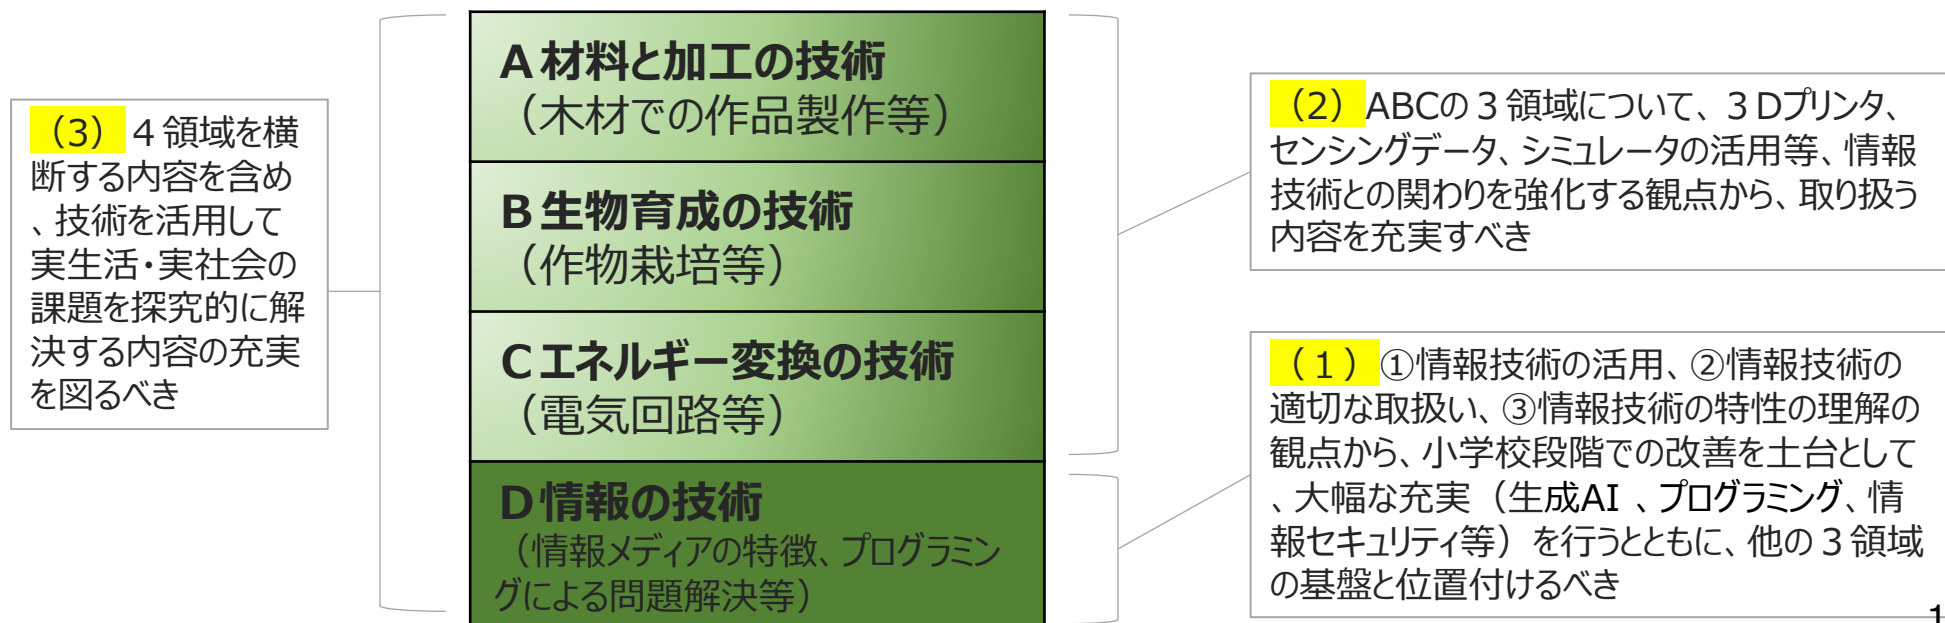 （3）４領域を横
断する内容を含め
、技術を活用して
実生活・実社会の
課題を探究的に解
決する内容の充実
を図るべき
Ａ材料と加工の技術
（木材での作品製作等）
Ｂ生物育成の技術
（作物栽培等）
Ｃエネルギー変換の技術
（電気回路等）
Ｄ情報の技術
（情報メディアの特徴、プログラミン
グによる問題解決等）
（2）ABCの３領域について、３Dプリンタ、
センシングデータ、シミュレータの活用等、情報
技術との関わりを強化する観点から、取り扱う
内容を充実すべき
（１）①情報技術の活用、②情報技術の
適切な取扱い、③情報技術の特性の理解の
観点から、小学校段階での改善を土台として
、大幅な充実（生成AI 、プログラミング、情
報セキュリティ等）を行うとともに、他の３領域
の基盤と位置付けるべき
1